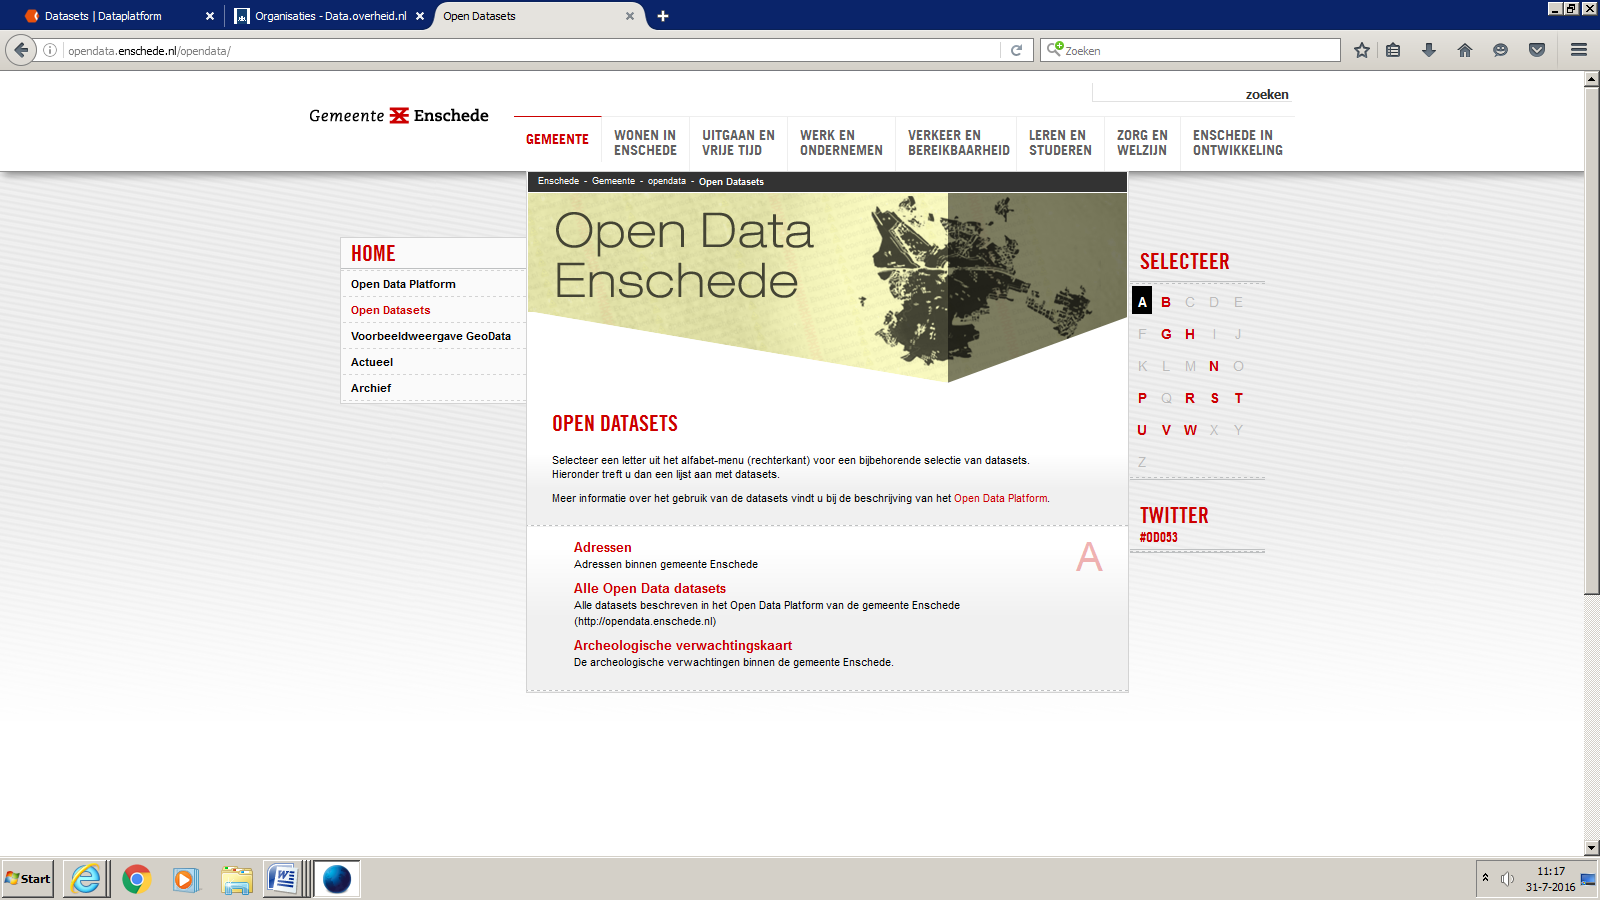 Datasets | Dataplatform
Organisaties - Data.overheid.nl
Open Datasets
opendata.enschede.nl/opendata/
Zoeken
zoeken
Gemeente Enschede
GEMEENTE
WONEN IN
ENSCHEDE
UITGAAN EN
VRIJE TIJD
WERK EN
ONDERNEMEN
VERKEER EN
BEREIKBAARHEID
LEREN EN
STUDEREN
ZORG EN
WELZIJN
ENSCHEDE IN
ONTWIKKELING
Enschede - Gemeente - opendata - Open Datasets
Open Data
Enschede
HOME
Open Data Platform
Open Datasets
Voorbeeldweergave GeoData
Actueel
Archief
OPEN DATASETS
Selecteer een letter uit het alfabet-menu (rechterkant) voor een bijbehorende selectie van datasets.
Hieronder treft u dan een lijst aan met datasets.
Meer informatie over het gebruik van de datasets vindt u bij de beschrijving van het Open Data Platform.
A
Adressen
Adressen binnen gemeente Enschede
Alle Open Data datasets
Alle datasets beschreven in het Open Data Platform van de gemeente Enschede
(http://opendata.enschede.nl)
Archeologische verwachtingskaart
De archeologische verwachtingen binnen de gemeente Enschede.
SELECTEER
A B C D E
F G H I J
K L M N O
P Q R S T
U V W X Y
Z
TWITTER
#OD053
Start
11:17
31-7-2016